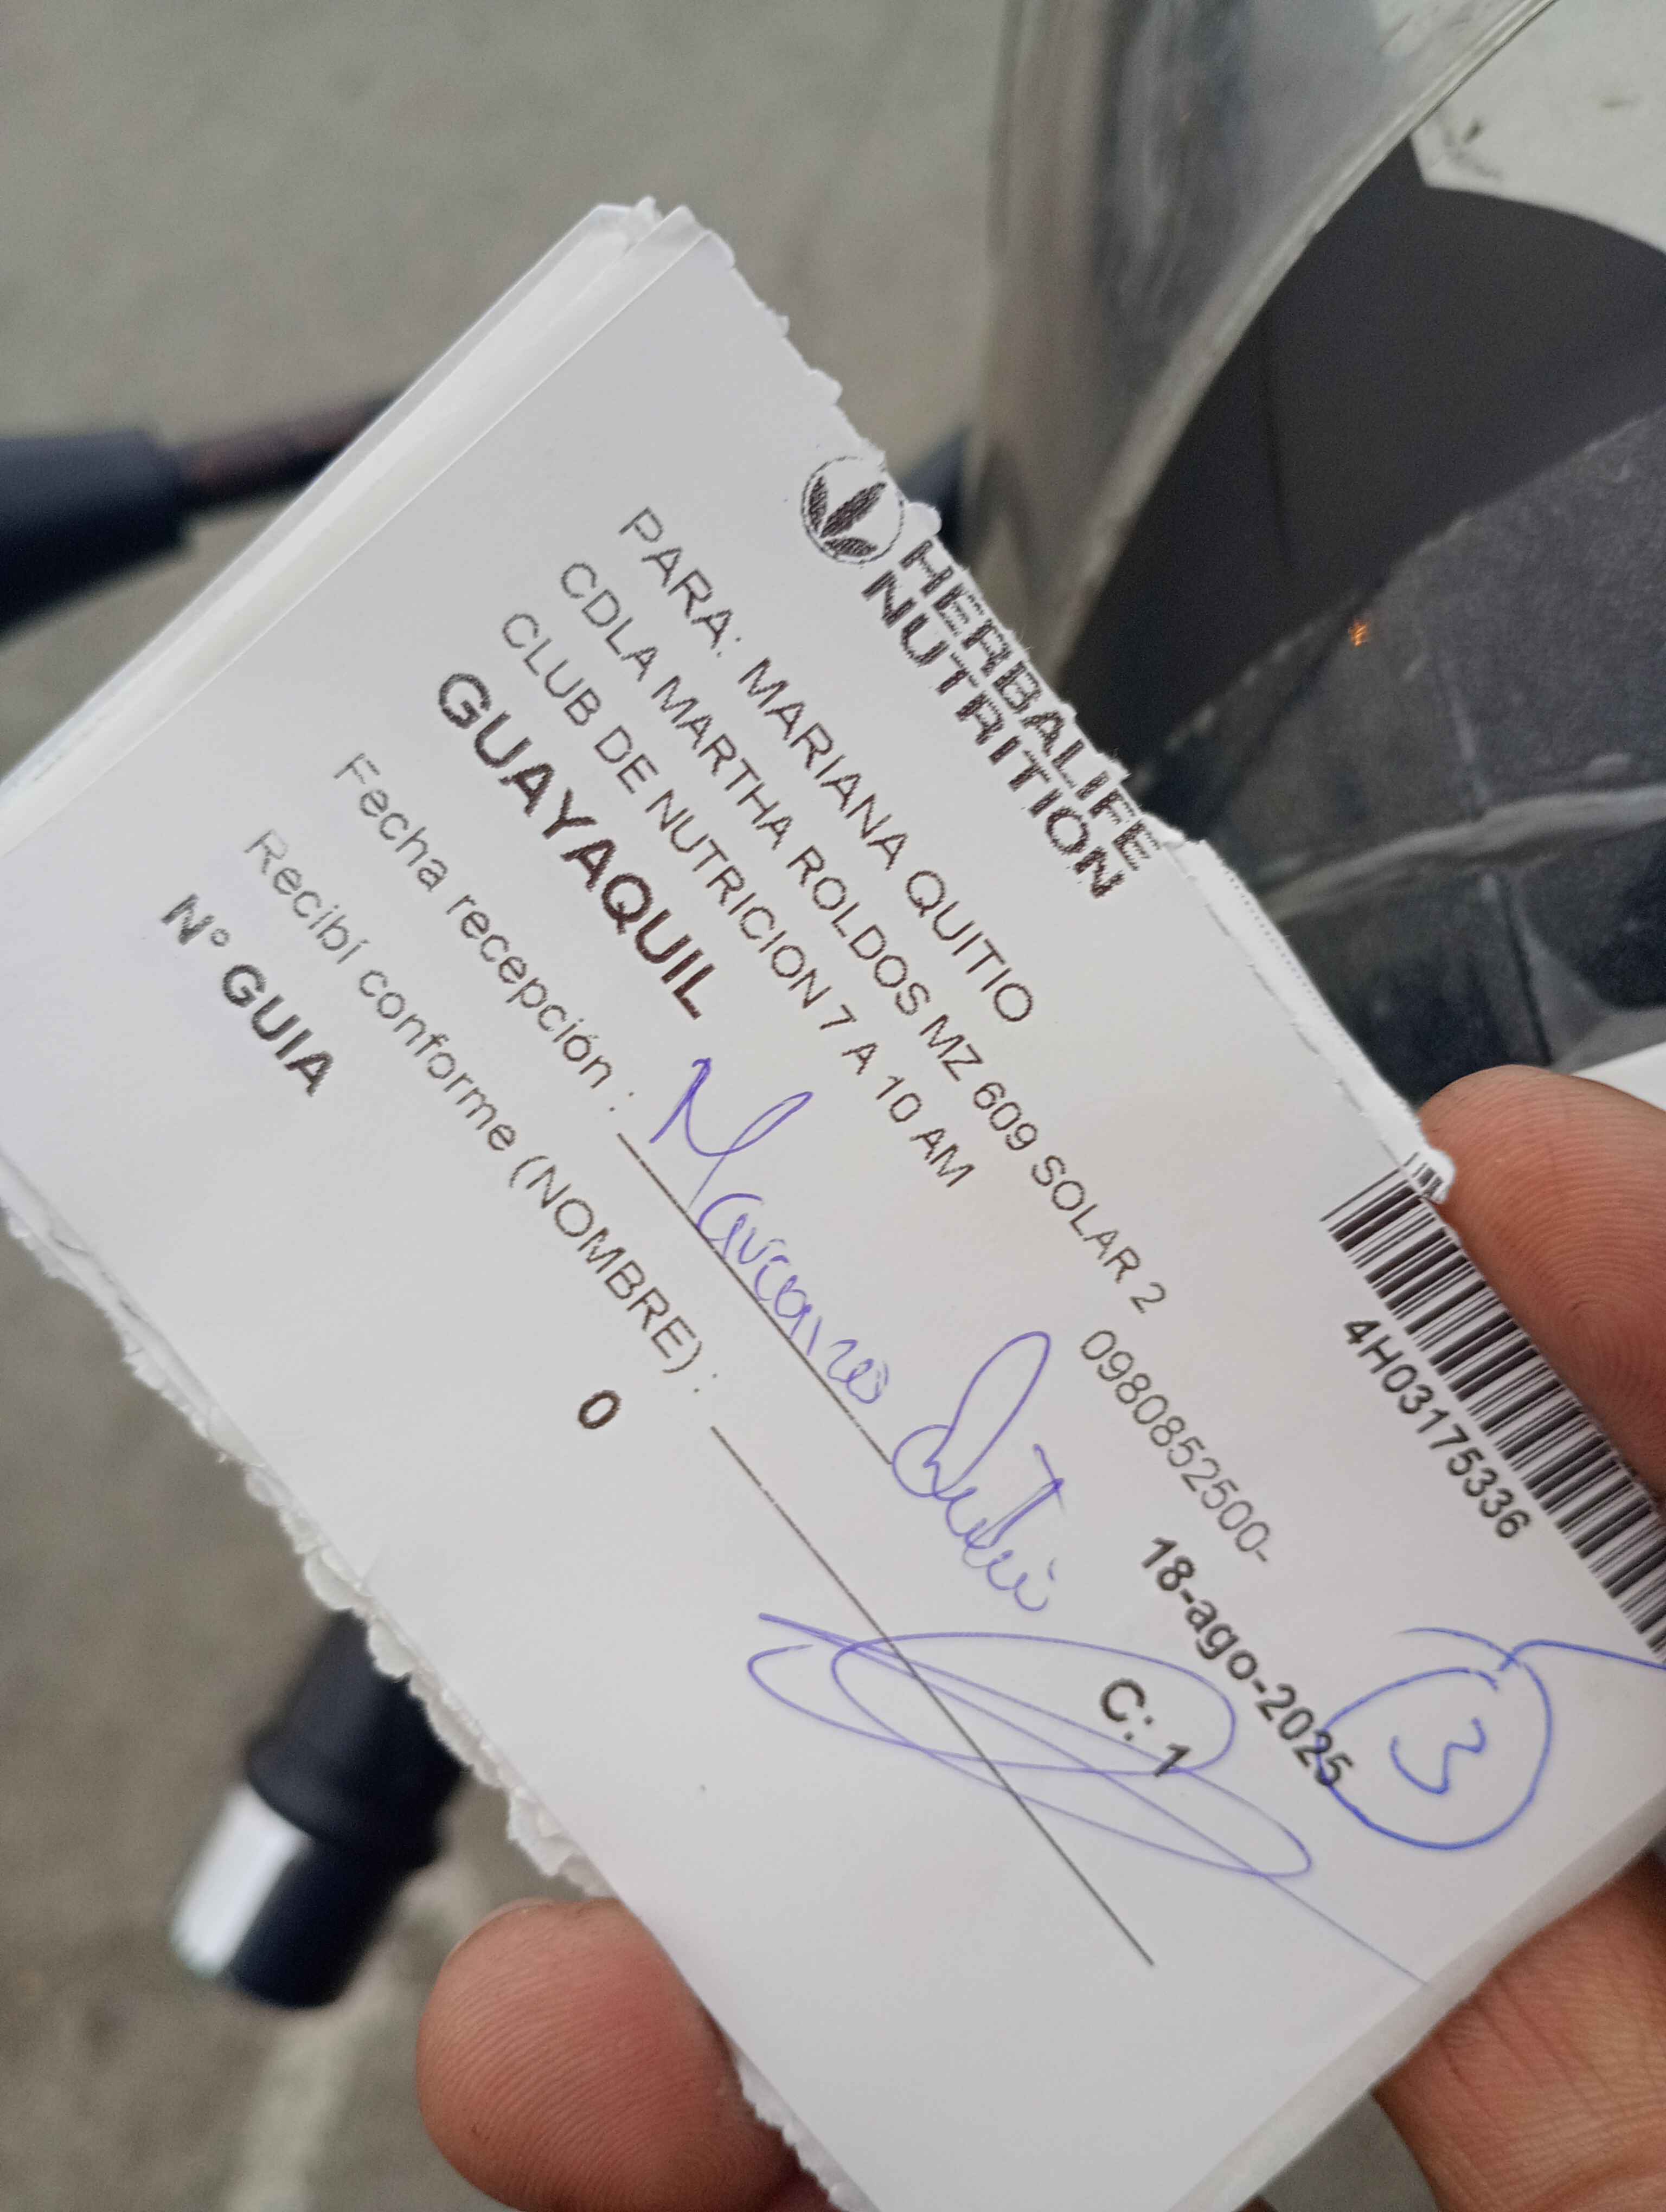 HERBALIFE
NUTRITION
4H03175336
3
PARA: MARIANA QUITIO
CDLA MARTHA ROLDOS MZ 609 SOLAR 2 0980852500-
CLUB DE NUTRICION 7 A 10 AM 18-ago-2025
GUAYAQUIL C: 1
Fecha recepción :
Recibí conforme (NOMBRE) :
N° GUIA 0